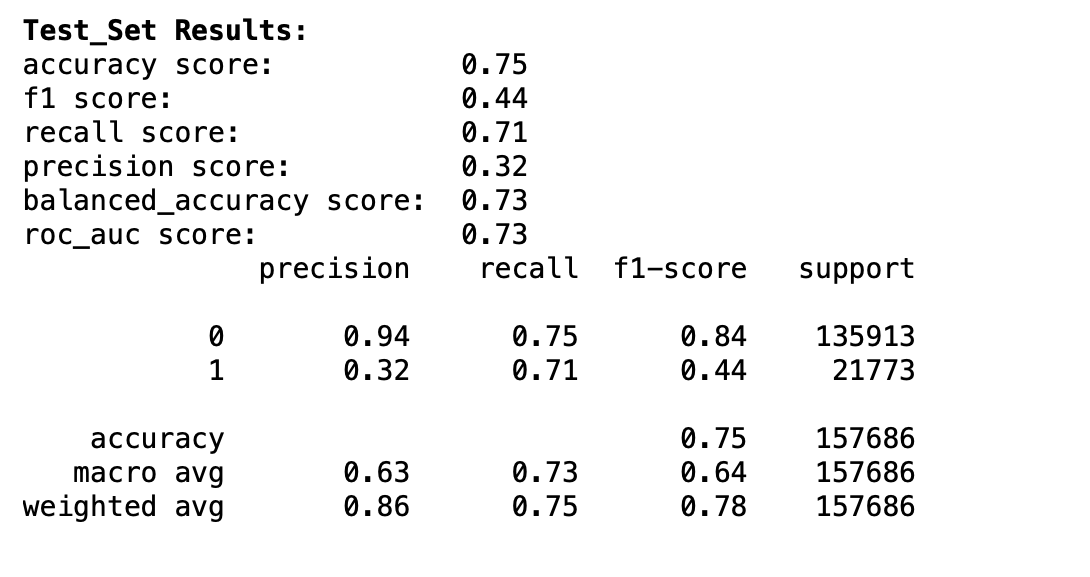 Test_Set Results:
accuracy score: 0.75
f1 score: 0.44
recall score: 0.71
precision score: 0.32
balanced_accuracy score: 0.73
roc_auc score: 0.73
precision recall f1-score support
0 0.94 0.75 0.84 135913
1 0.32 0.71 0.44 21773
accuracy 0.75 157686
macro avg 0.63 0.73 0.64 157686
weighted avg 0.86 0.75 0.78 157686